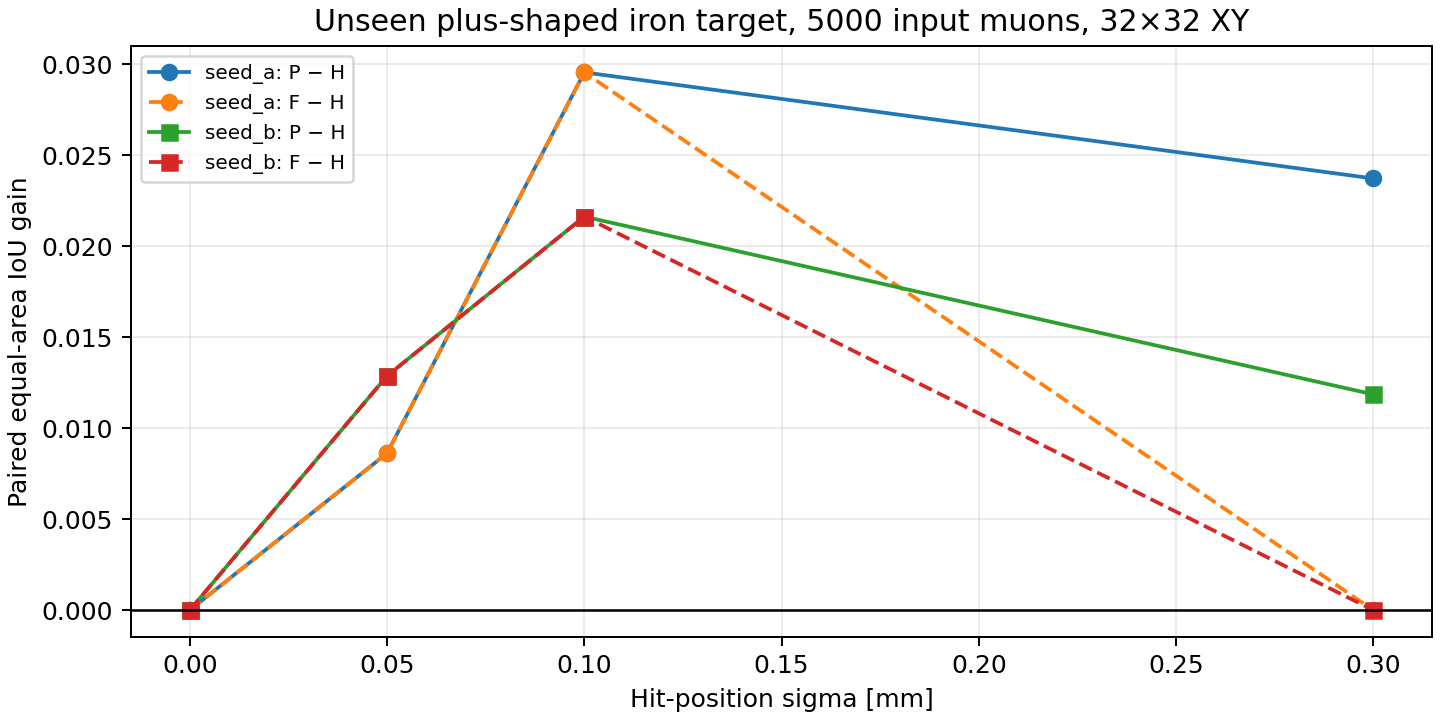 Unseen plus-shaped iron target, 5000 input muons, 32×32 XY
seed_a: P − H
seed_a: F − H
seed_b: P − H
seed_b: F − H
Paired equal-area IoU gain
0.030
0.025
0.020
0.015
0.010
0.005
0.000
0.00 0.05 0.10 0.15 0.20 0.25 0.30
Hit-position sigma [mm]